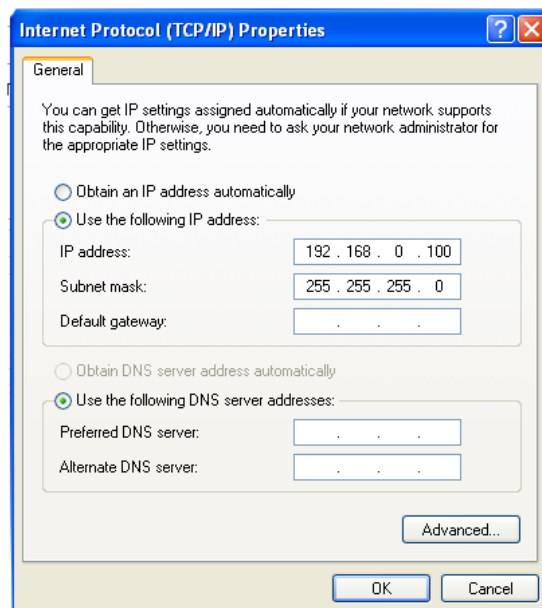 Internet Protocol (TCP/IP) Properties
General
You can get IP settings assigned automatically if your network supports
this capability. Otherwise, you need to ask your network administrator for
the appropriate IP settings.
Obtain an IP address automatically
Use the following IP address:
IP address: 192 . 168 . 0 . 100
Subnet mask: 255 . 255 . 255 . 0
Default gateway: . . .
Obtain DNS server address automatically
Use the following DNS server addresses:
Preferred DNS server: . . .
Alternate DNS server: . . .
Advanced...
OK Cancel